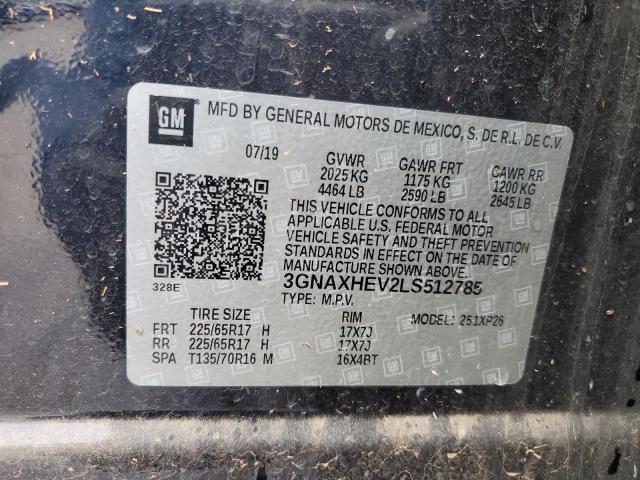 GM MFD BY GENERAL MOTORS DE MEXICO, S. DE R.L. DE C.V.
07/19 GVWR GAWR FRT GAWR RR
2025 KG 1175 KG 1200 KG
4464 LB 2590 LB 2645 LB
THIS VEHICLE CONFORMS TO ALL
APPLICABLE U.S. FEDERAL MOTOR
VEHICLE SAFETY AND THEFT PREVENTION
STANDARDS IN EFFECT ON THE DATE OF
MANUFACTURE SHOWN ABOVE.
328E
3GNAXHEV2LS512785
TYPE: M.P.V.
TIRE SIZE RIM MODEL: 251XP26
FRT 225/65R17 H 17X7J
RR 225/65R17 H 17X7J
SPA T135/70R16 M 16X4BT